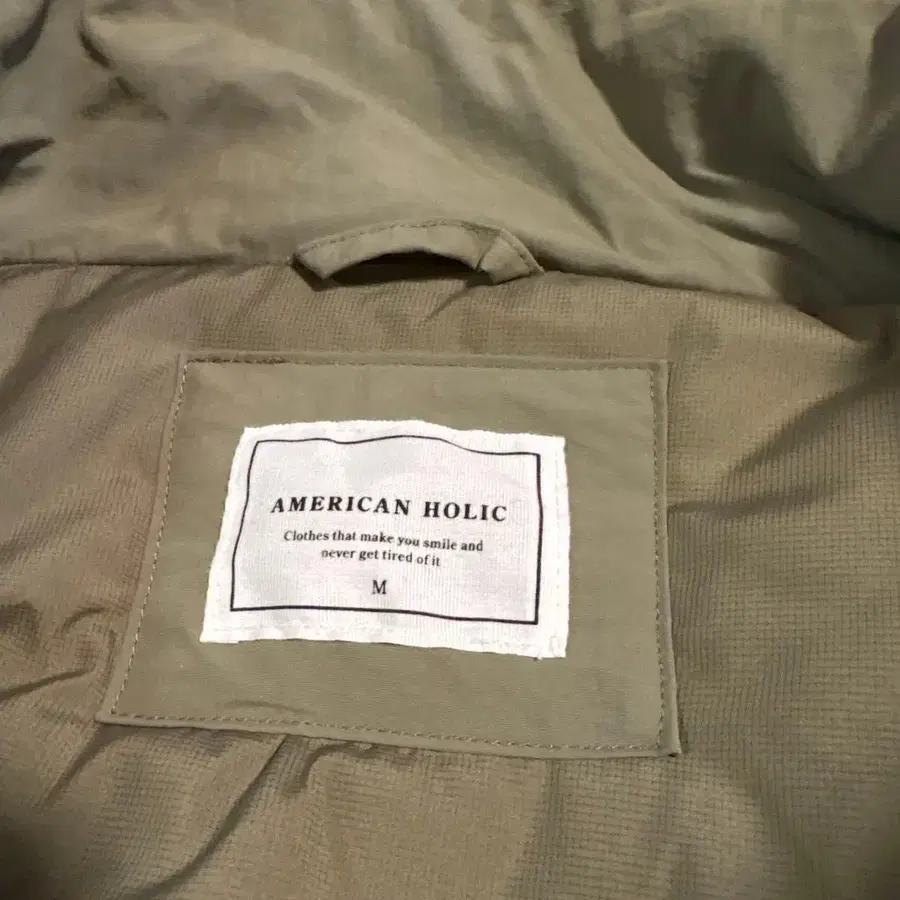 AMERICAN HOLIC
Clothes that make you smile and
never get tired of it
M